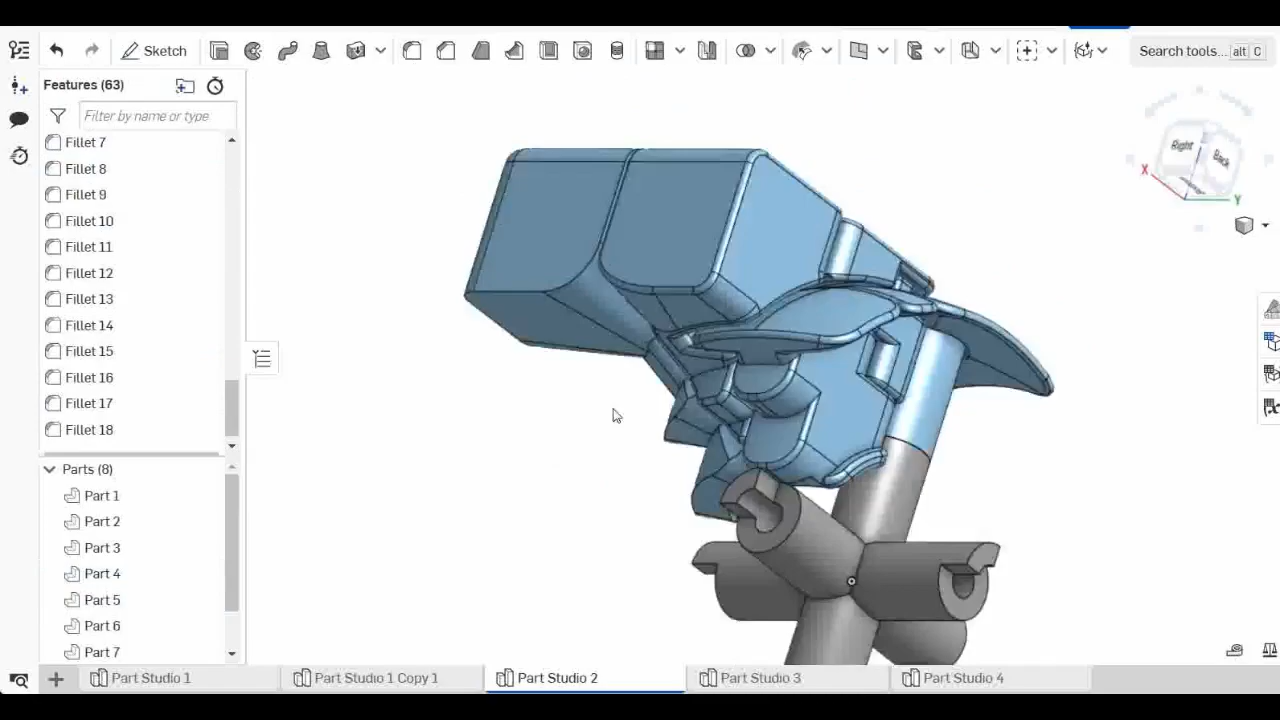 Sketch
Search tools... alt C
Features (63)
Filter by name or type
Fillet 7
Fillet 8
Fillet 9
Fillet 10
Fillet 11
Fillet 12
Fillet 13
Fillet 14
Fillet 15
Fillet 16
Fillet 17
Fillet 18
Parts (8)
Part 1
Part 2
Part 3
Part 4
Part 5
Part 6
Part 7
Right
Back
X
Y
Part Studio 1
Part Studio 1 Copy 1
Part Studio 2
Part Studio 3
Part Studio 4